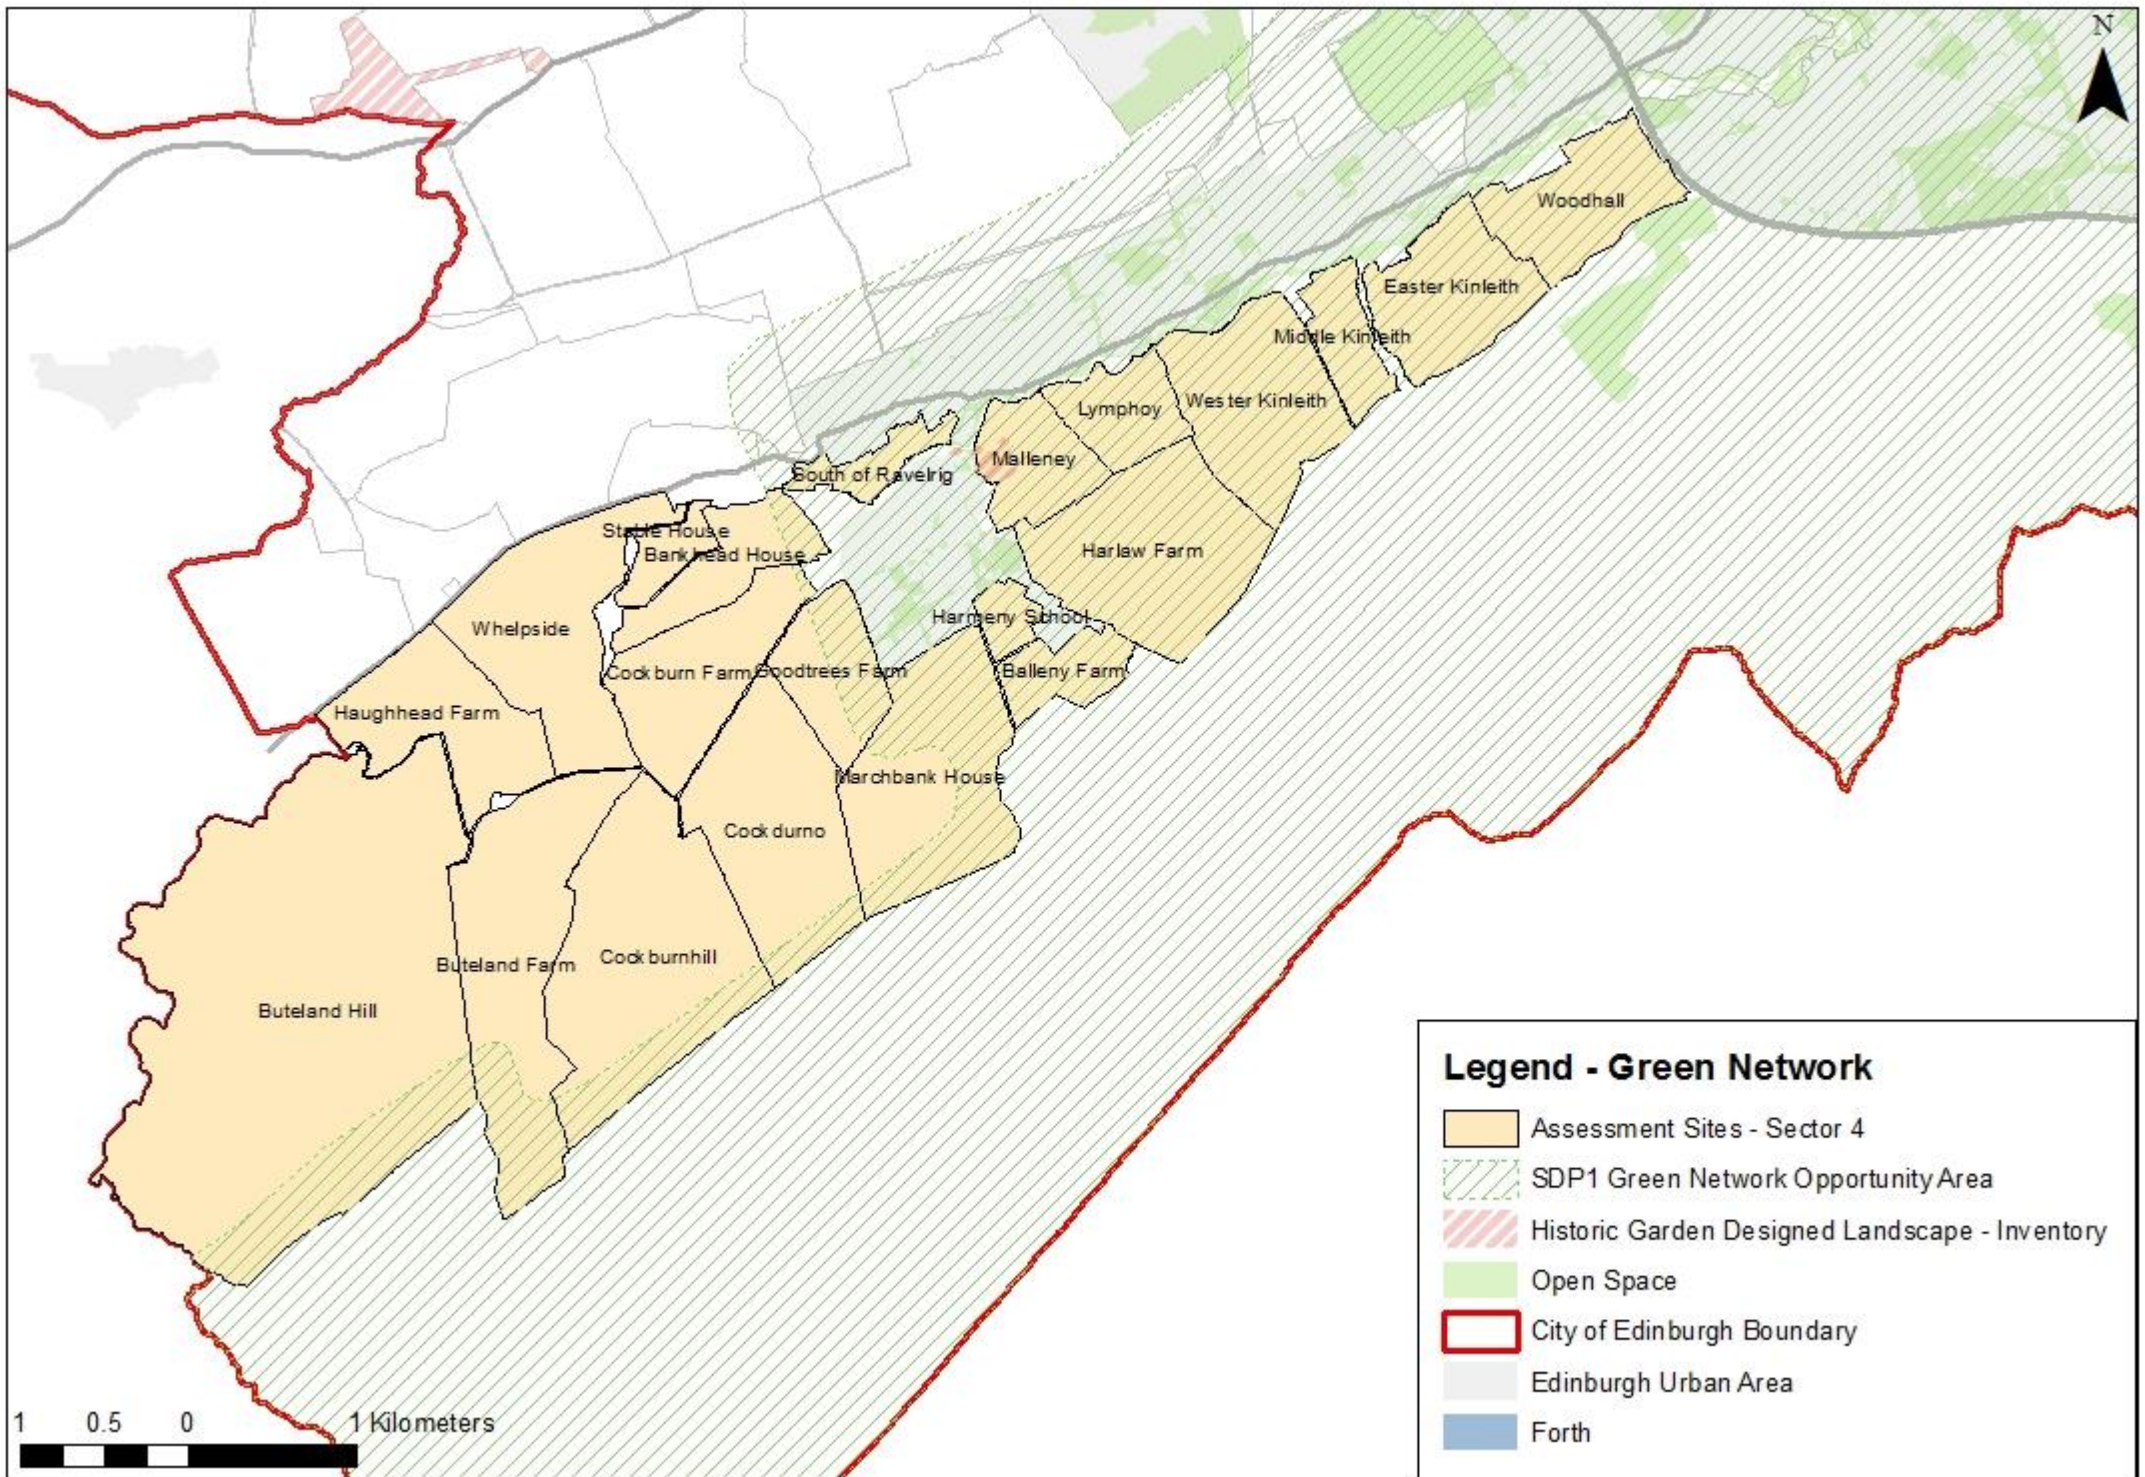 N
Woodhall
Easter Kinleith
Middle Kinleith
Wester Kinleith
Lymphoy
Malleney
South of Ravelrig
Stable House
Bankhead House
Harlaw Farm
Harmeny School
Whelpside
Cockburn Farm
Goodtrees Farm
Balleny Farm
Haughhead Farm
Marchbank House
Cockdurno
Buteland Farm
Cockburnhill
Buteland Hill
Legend - Green Network
Assessment Sites - Sector 4
SDP1 Green Network Opportunity Area
Historic Garden Designed Landscape - Inventory
Open Space
City of Edinburgh Boundary
Edinburgh Urban Area
Forth
1 0.5 0 1 Kilometers